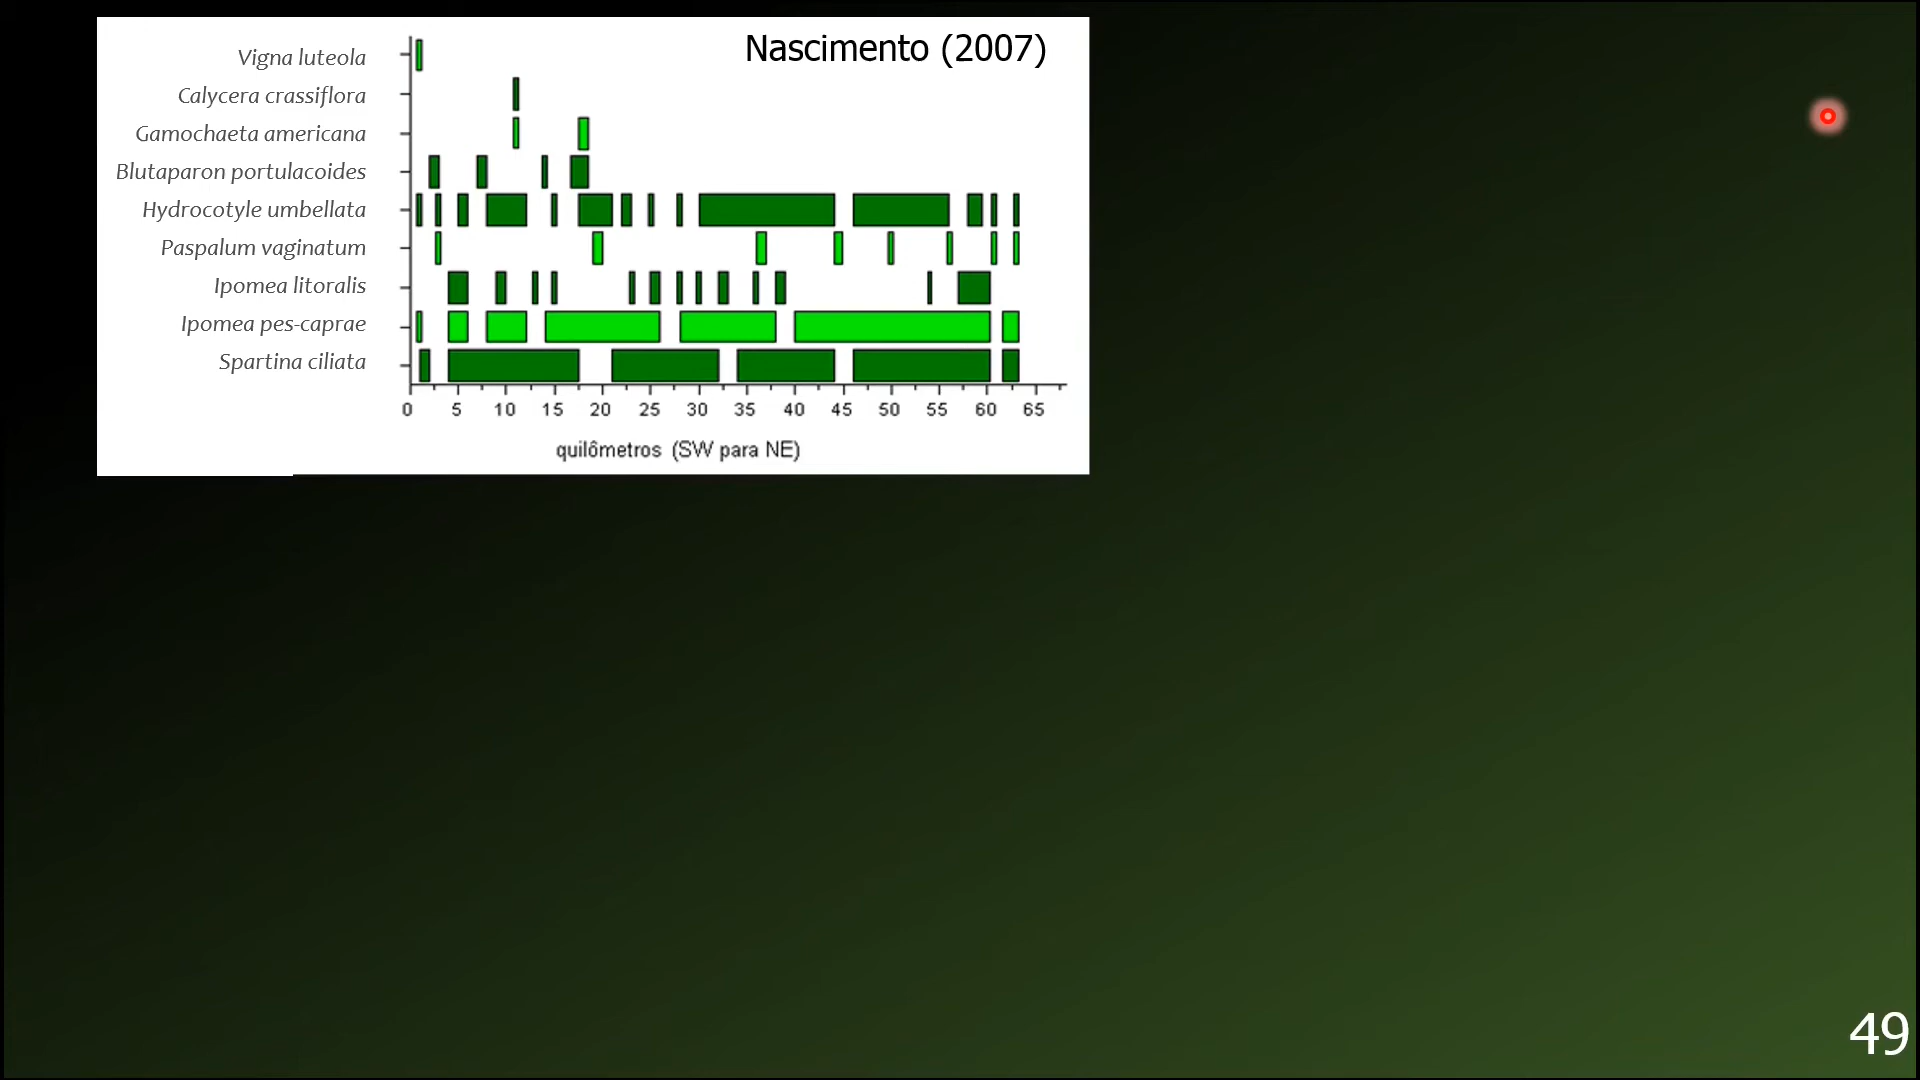 Nascimento (2007)
Vigna luteola
Calycera crassiflora
Gamochaeta americana
Blutaparon portulacoides
Hydrocotyle umbellata
Paspalum vaginatum
Ipomea litoralis
Ipomea pes-caprae
Spartina ciliata
0 5 10 15 20 25 30 35 40 45 50 55 60 65
quilômetros (SW para NE)
49